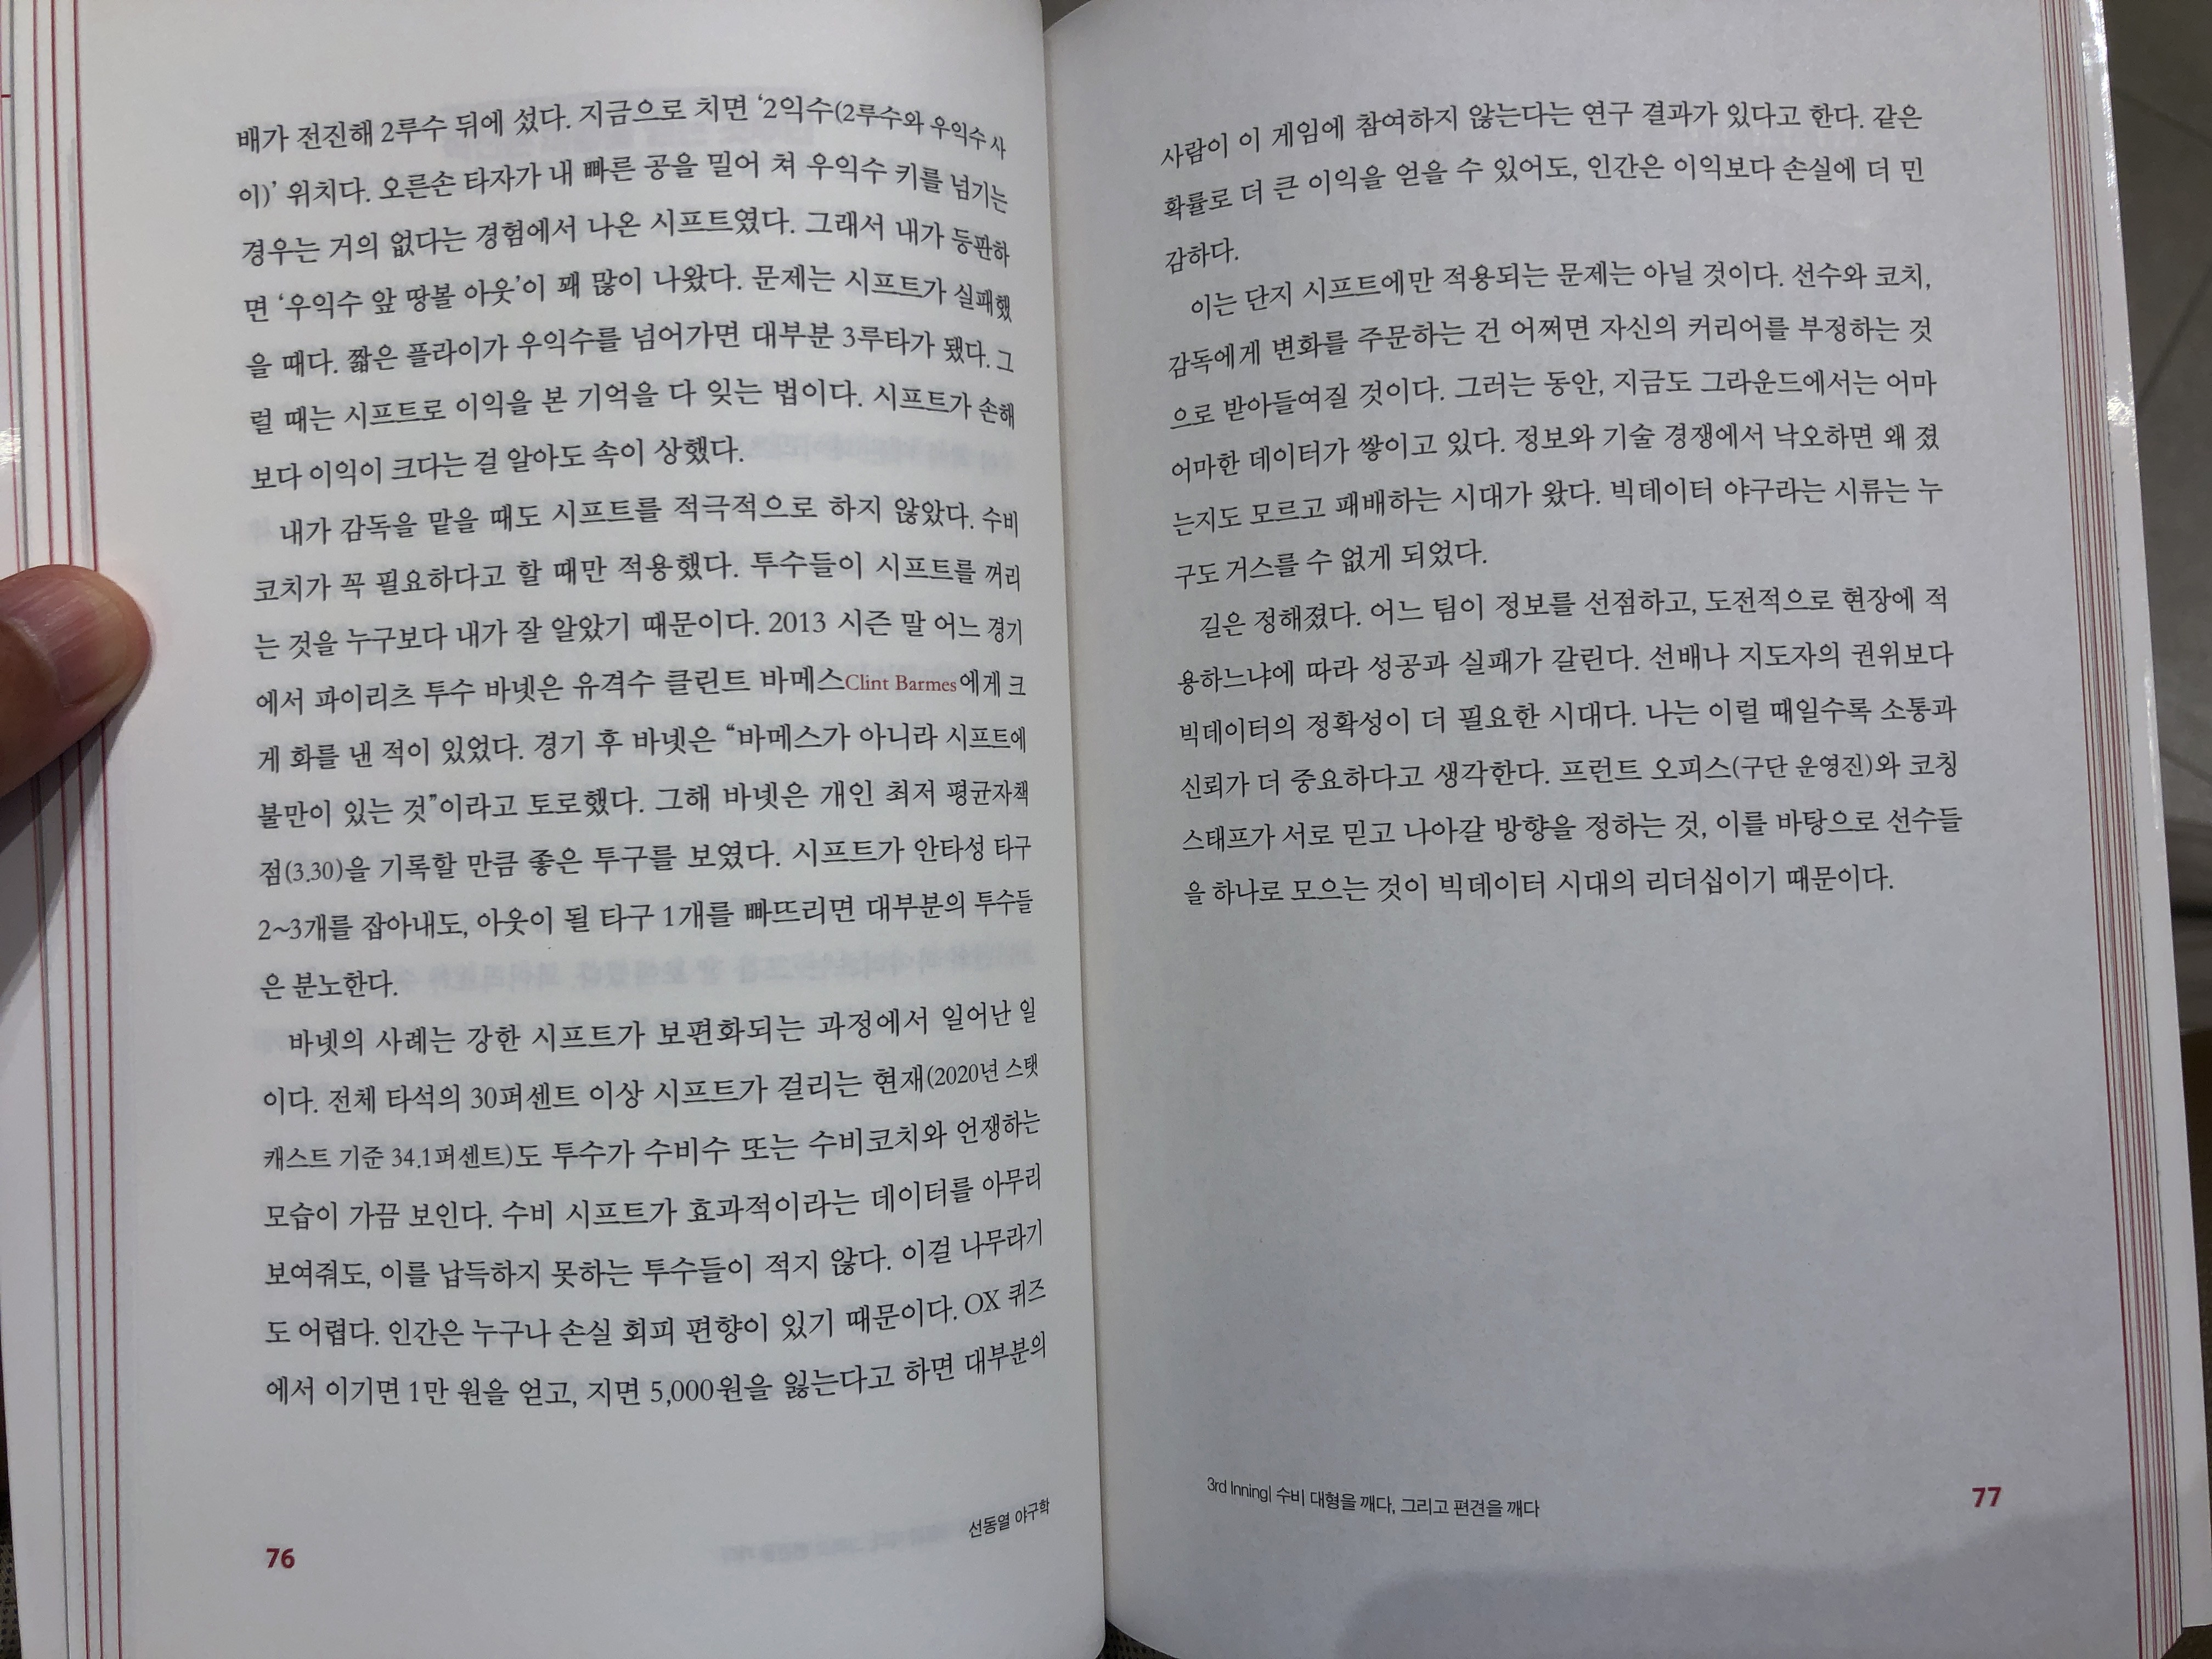 배가 전진해 2루수 뒤에 섰다. 지금으로 치면 ‘2익수(2루수와 우익수 사
이)’ 위치다. 오른손 타자가 내 빠른 공을 밀어 쳐 우익수 키를 넘기는
경우는 거의 없다는 경험에서 나온 시프트였다. 그래서 내가 등판하
면 ‘우익수 앞 땅볼 아웃’이 꽤 많이 나왔다. 문제는 시프트가 실패했
을 때다. 짧은 플라이가 우익수를 넘어가면 대부분 3루타가 됐다. 그
럴 때는 시프트로 이익을 본 기억을 다 잊는 법이다. 시프트가 손해
보다 이익이 크다는 걸 알아도 속이 상했다.
내가 감독을 맡을 때도 시프트를 적극적으로 하지 않았다. 수비
코치가 꼭 필요하다고 할 때만 적용했다. 투수들이 시프트를 꺼리
는 것을 누구보다 내가 잘 알았기 때문이다. 2013 시즌 말 어느 경기
에서 파이리츠 투수 바넷은 유격수 클린트 바메스Clint Barmes에게 크
게 화를 낸 적이 있었다. 경기 후 바넷은 “바메스가 아니라 시프트에
불만이 있는 것”이라고 토로했다. 그해 바넷은 개인 최저 평균자책
점(3.30)을 기록할 만큼 좋은 투구를 보였다. 시프트가 안타성 타구
2~3개를 잡아내도, 아웃이 될 타구 1개를 빠뜨리면 대부분의 투수들
은 분노한다.
바넷의 사례는 강한 시프트가 보편화되는 과정에서 일어난 일
이다. 전체 타석의 30퍼센트 이상 시프트가 걸리는 현재(2020년 스탯
캐스트 기준 34.1퍼센트)도 투수가 수비수 또는 수비코치와 언쟁하는
모습이 가끔 보인다. 수비 시프트가 효과적이라는 데이터를 아무리
보여줘도, 이를 납득하지 못하는 투수들이 적지 않다. 이걸 나무라기
도 어렵다. 인간은 누구나 손실 회피 편향이 있기 때문이다. OX 퀴즈
에서 이기면 1만 원을 얻고, 지면 5,000원을 잃는다고 하면 대부분의
선동열 야구학
76
사람이 이 게임에 참여하지 않는다는 연구 결과가 있다고 한다. 같은
확률로 더 큰 이익을 얻을 수 있어도, 인간은 이익보다 손실에 더 민
감하다.
이는 단지 시프트에만 적용되는 문제는 아닐 것이다. 선수와 코치,
감독에게 변화를 주문하는 건 어쩌면 자신의 커리어를 부정하는 것
으로 받아들여질 것이다. 그러는 동안, 지금도 그라운드에서는 어마
어마한 데이터가 쌓이고 있다. 정보와 기술 경쟁에서 낙오하면 왜 졌
는지도 모르고 패배하는 시대가 왔다. 빅데이터 야구라는 시류는 누
구도 거스를 수 없게 되었다.
길은 정해졌다. 어느 팀이 정보를 선점하고, 도전적으로 현장에 적
용하느냐에 따라 성공과 실패가 갈린다. 선배나 지도자의 권위보다
빅데이터의 정확성이 더 필요한 시대다. 나는 이럴 때일수록 소통과
신뢰가 더 중요하다고 생각한다. 프런트 오피스(구단 운영진)와 코칭
스태프가 서로 믿고 나아갈 방향을 정하는 것, 이를 바탕으로 선수들
을 하나로 모으는 것이 빅데이터 시대의 리더십이기 때문이다.
3rd Inning| 수비 대형을 깨다, 그리고 편견을 깨다
77